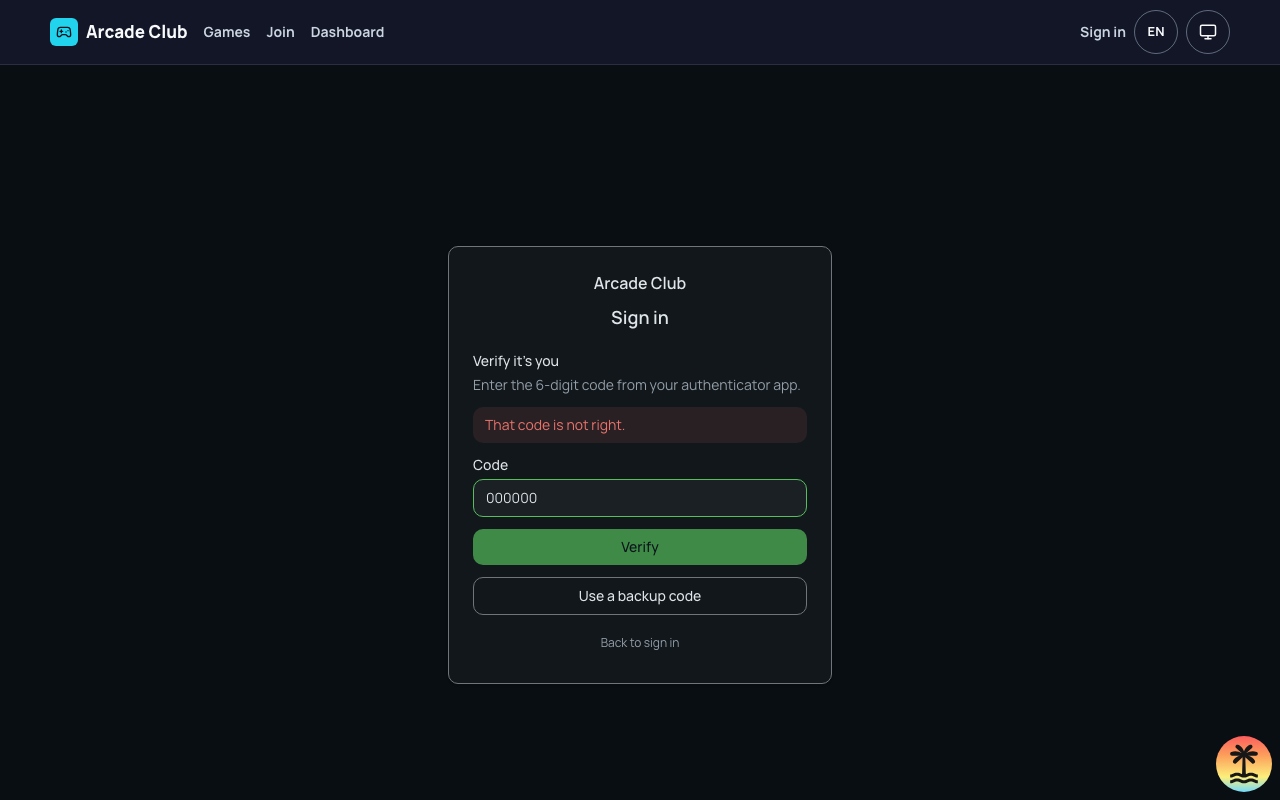 Arcade Club
Games
Join
Dashboard
Sign in
EN
Arcade Club
Sign in
Verify it's you
Enter the 6-digit code from your authenticator app.
That code is not right.
Code
000000
Verify
Use a backup code
Back to sign in